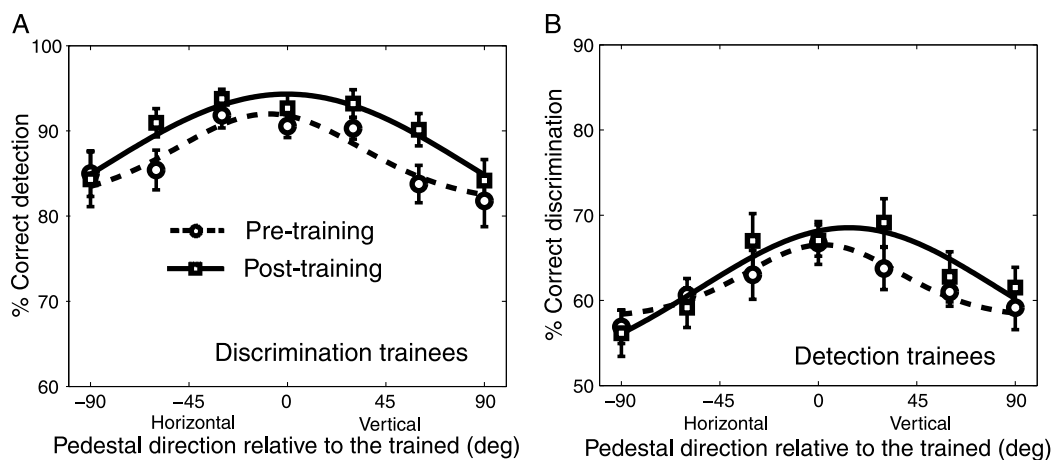 A
% Correct detection
100
90
80
70
60
Pre-training
Post-training
Discrimination trainees
−90 −45 0 45 90
Horizontal Vertical
Pedestal direction relative to the trained (deg)
B
% Correct discrimination
90
80
70
60
50
Detection trainees
−90 −45 0 45 90
Horizontal Vertical
Pedestal direction relative to the trained (deg)